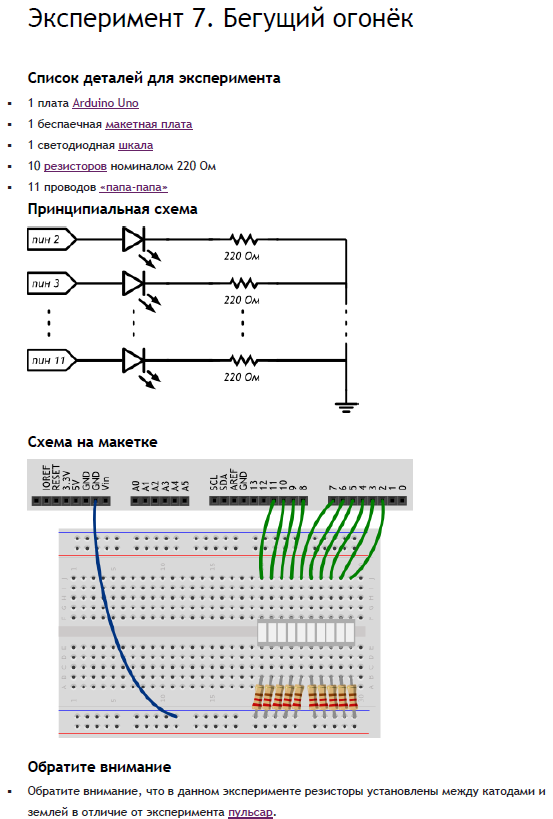 Эксперимент 7. Бегущий огонёк
Список деталей для эксперимента
1 плата Arduino Uno
1 беспаечная макетная плата
1 светодиодная шкала
10 резисторов номиналом 220 Ом
11 проводов «папа-папа»
Принципиальная схема
пин 2
220 Ом
пин 3
220 Ом
пин 11
220 Ом
Схема на макетке
IOREF RESET 3.3V 5V GND GND Vin A0 A1 A2 A3 A4 A5 SCL SDA AREF GND 13 12 11 10 9 8 7 6 5 4 3 2 1 0
Обратите внимание
Обратите внимание, что в данном эксперименте резисторы установлены между катодами и
землей в отличие от эксперимента пульсар.